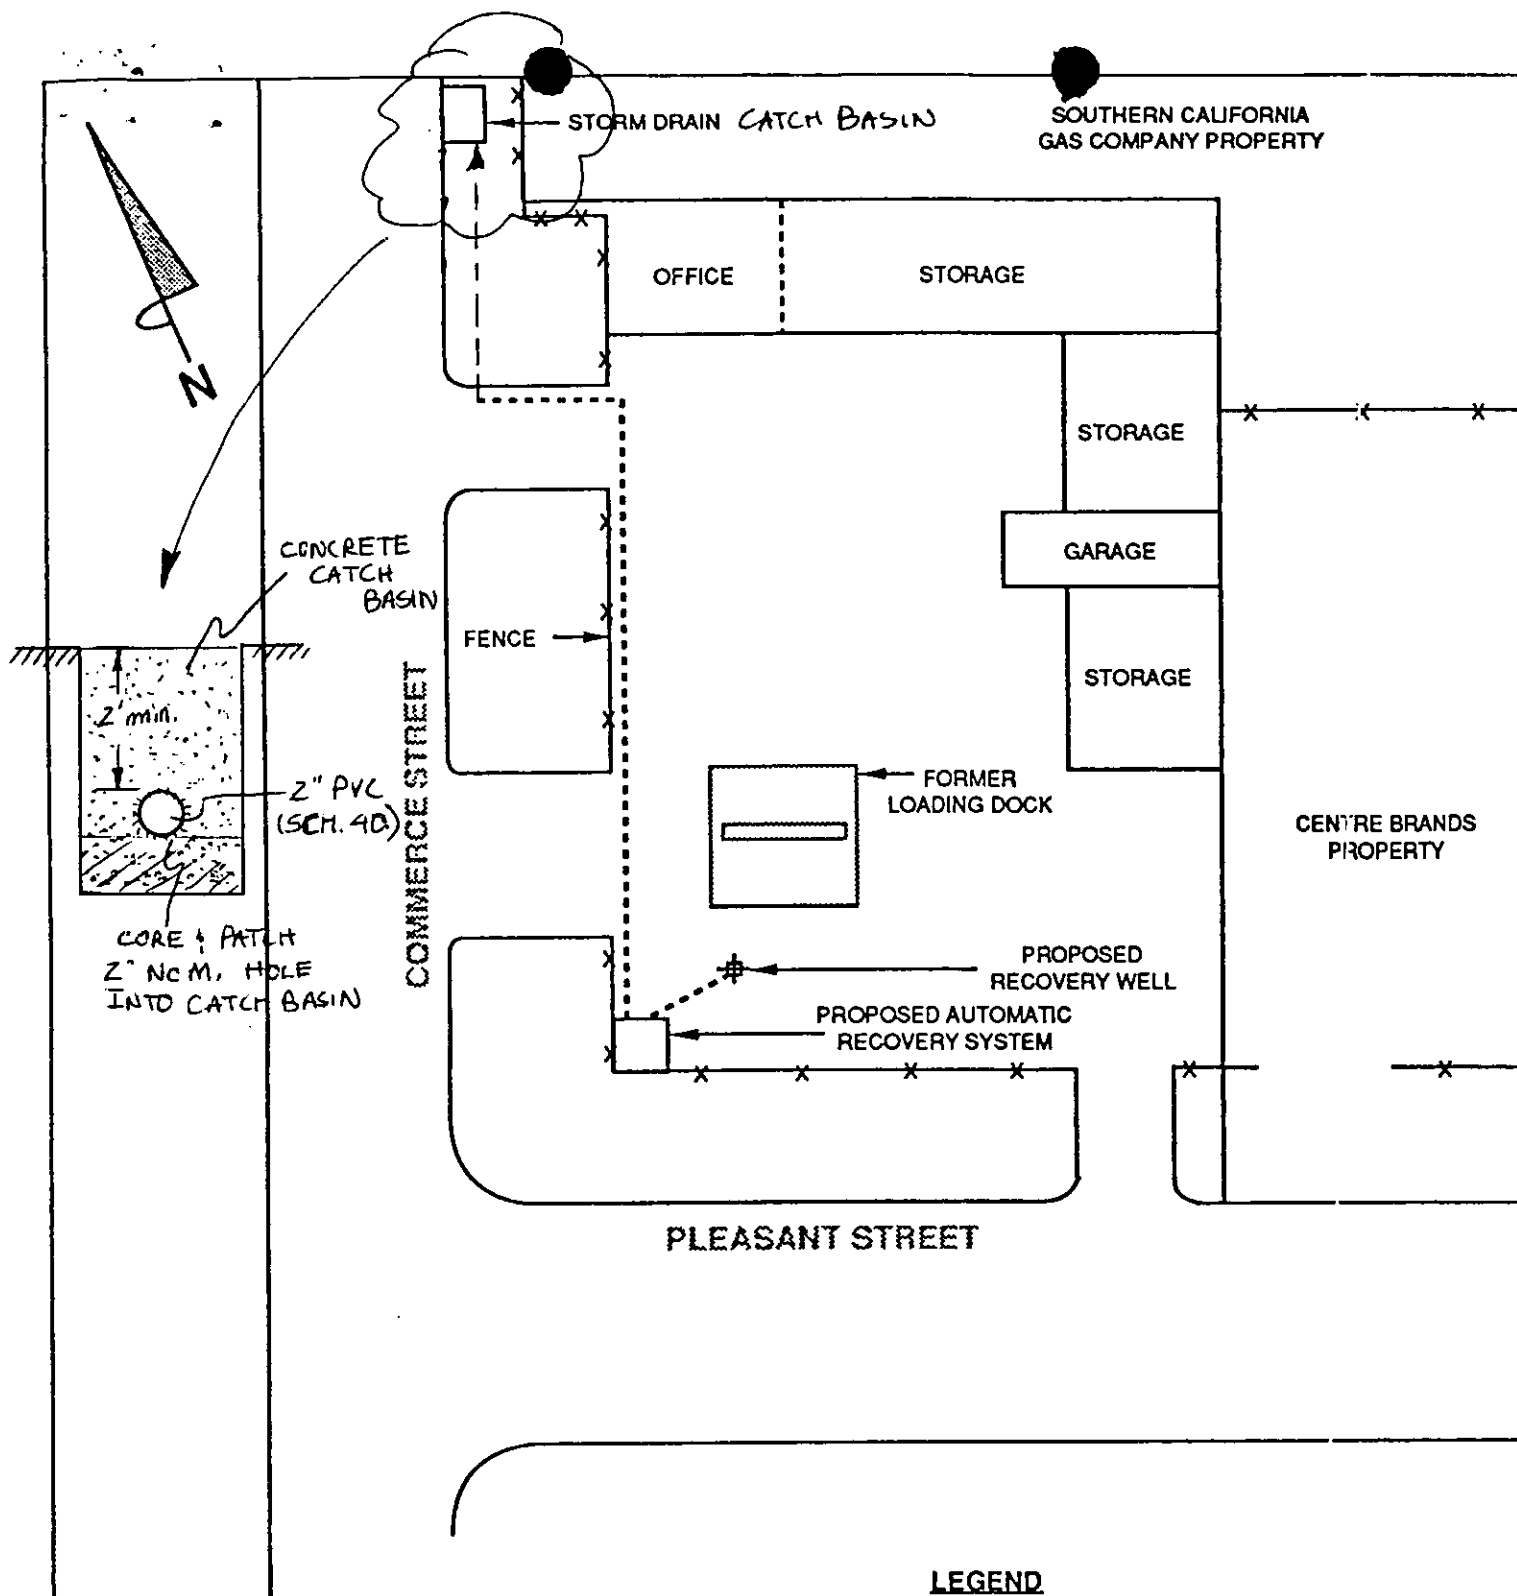 STORM DRAIN CATCH BASIN
SOUTHERN CALIFORNIA
GAS COMPANY PROPERTY
OFFICE
STORAGE
N
STORAGE
GARAGE
STORAGE
CONCRETE
CATCH
BASIN
FENCE
2' min.
2" PVC
(SCH. 40)
COMMERCE STREET
FORMER
LOADING DOCK
CENTRE BRANDS
PROPERTY
CORE & PATCH
2" NOM. HOLE
INTO CATCH BASIN
PROPOSED
RECOVERY WELL
PROPOSED AUTOMATIC
RECOVERY SYSTEM
PLEASANT STREET
LEGEND